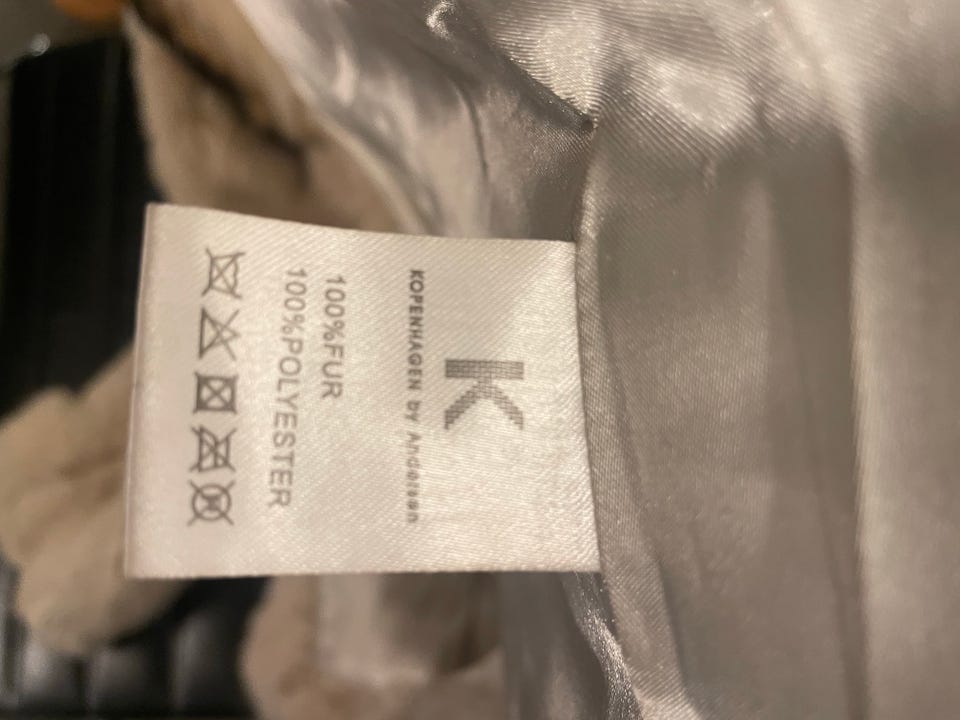 K
KOPENHAGEN by Andersen
100%FUR
100%POLYESTER